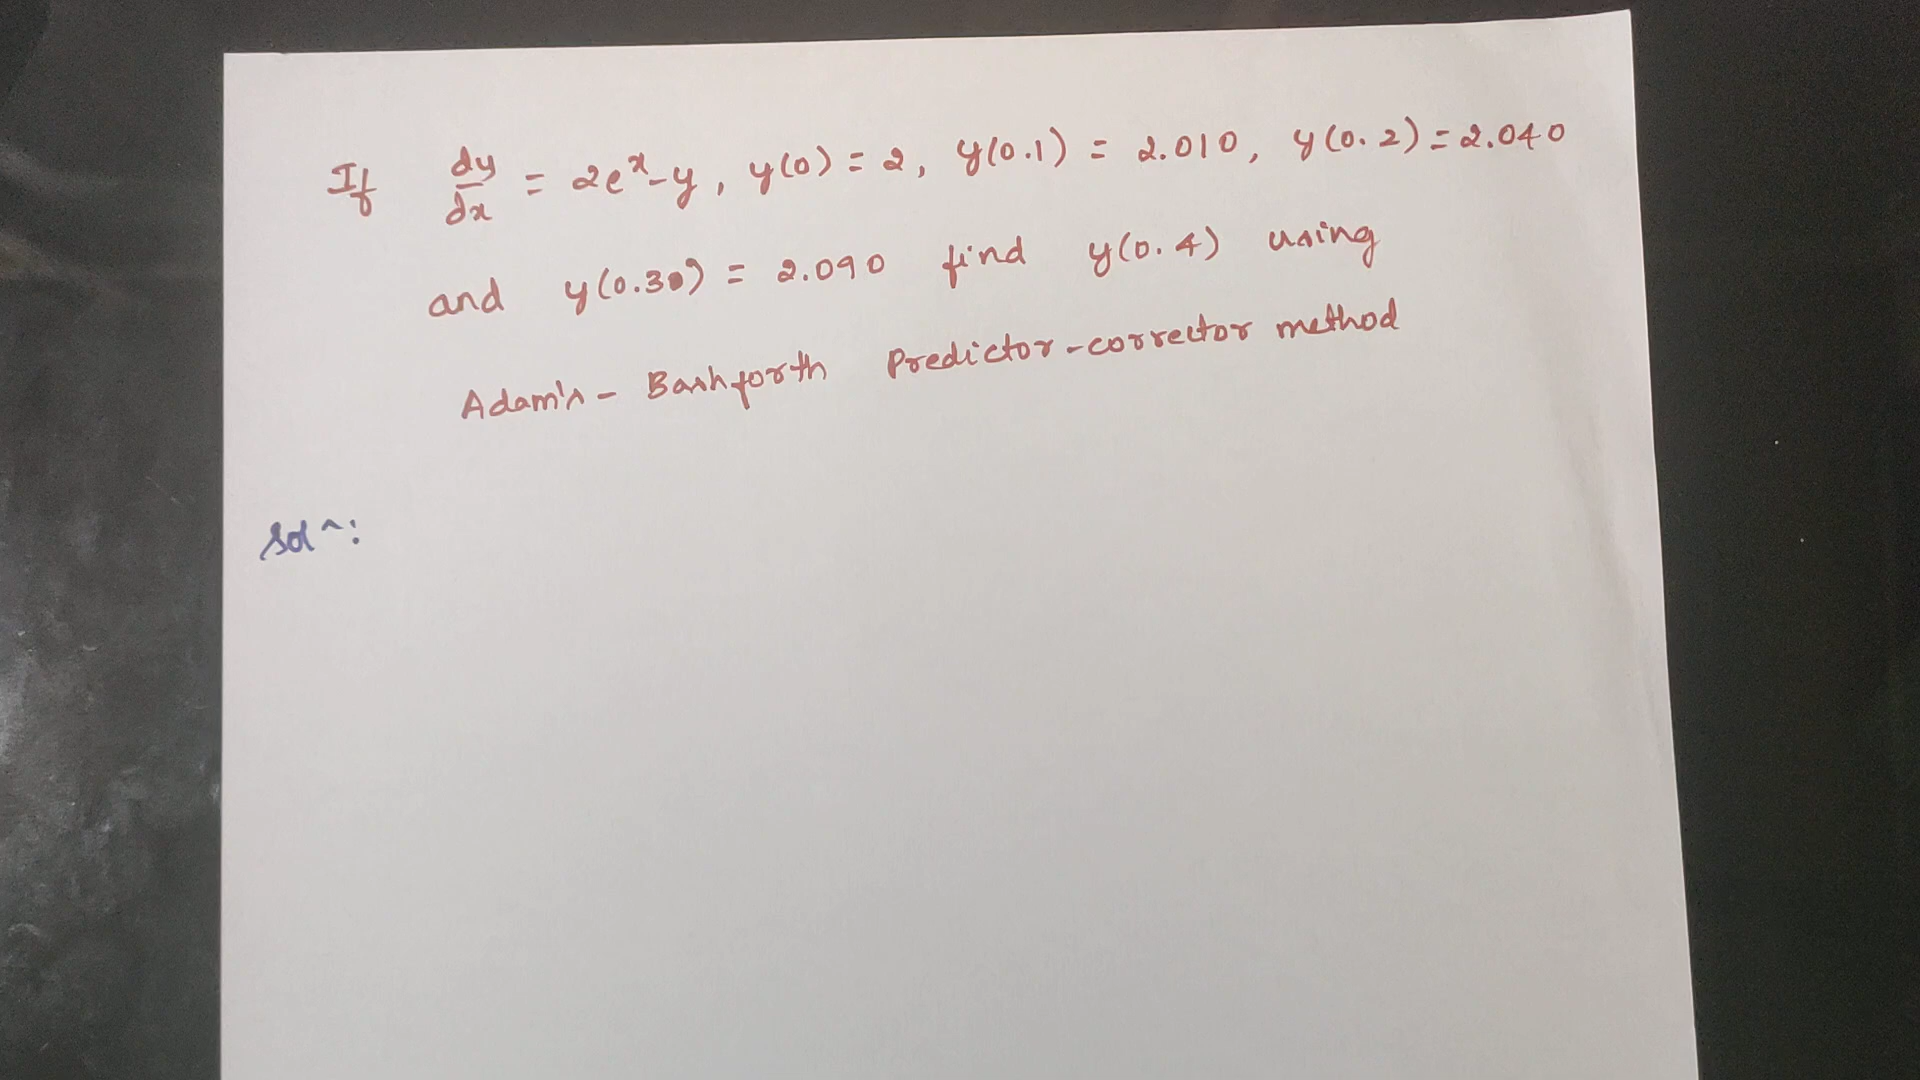 If dy/dx = 2e^x - y, y(0) = 2, y(0.1) = 2.010, y(0.2) = 2.040
and y(0.30) = 2.090 find y(0.4) using
Adam's - Bashforth Predictor-corrector method
Sol^n: